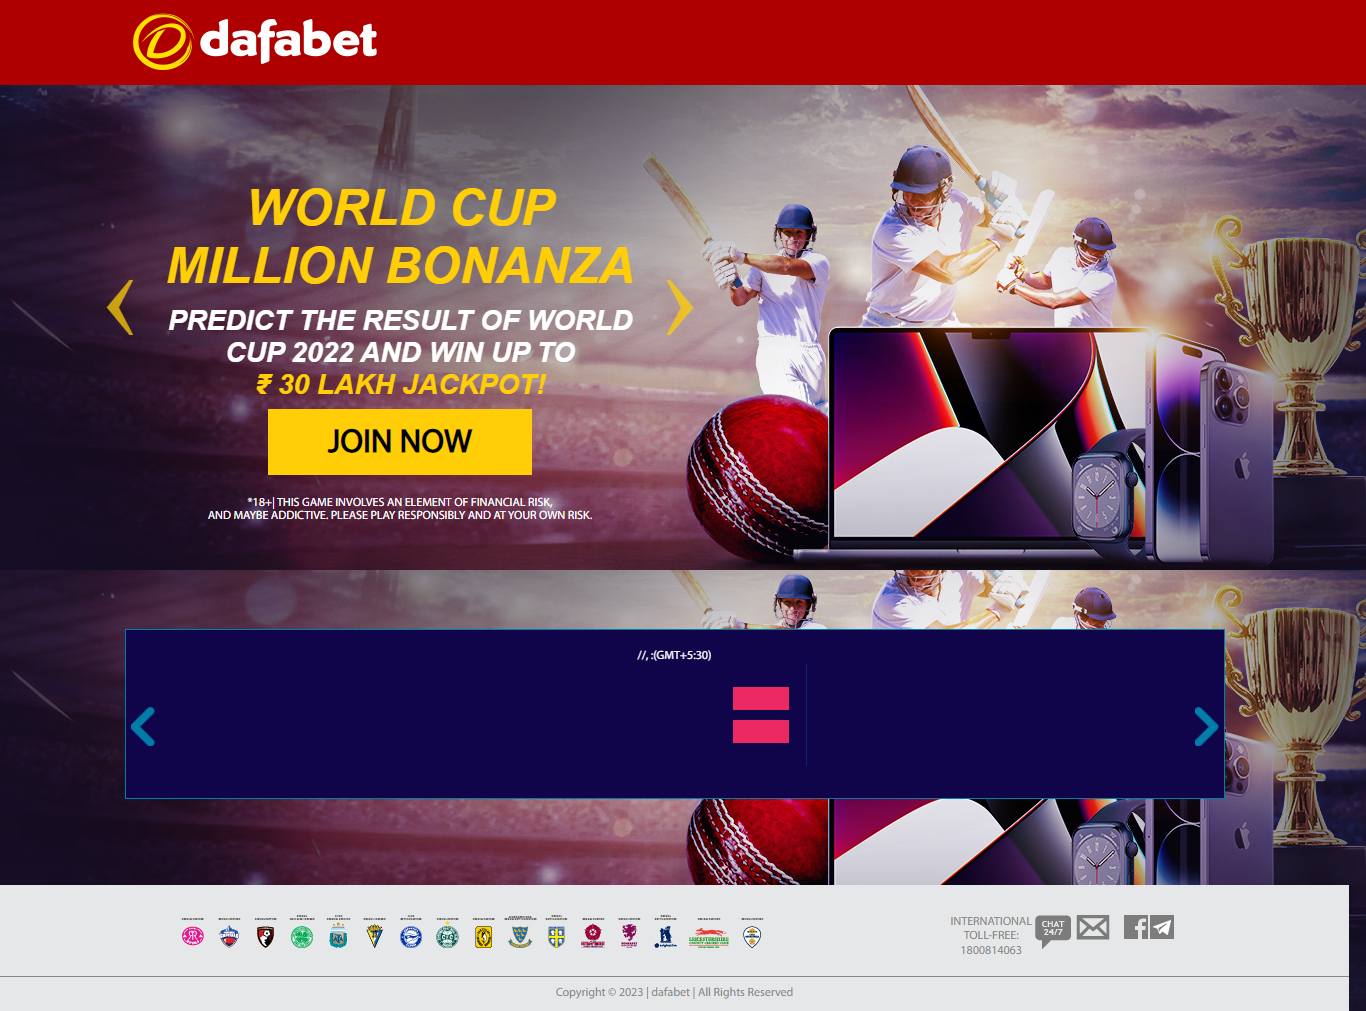 dafabet
WORLD CUP
MILLION BONANZA
PREDICT THE RESULT OF WORLD
CUP 2022 AND WIN UP TO
₹ 30 LAKH JACKPOT!
JOIN NOW
*18+| THIS GAME INVOLVES AN ELEMENT OF FINANCIAL RISK,
AND MAYBE ADDICTIVE. PLEASE PLAY RESPONSIBLY AND AT YOUR OWN RISK.
//, :(GMT+5:30)
INTERNATIONAL
TOLL-FREE:
1800814063
CHAT
24/7
Copyright © 2023 | dafabet | All Rights Reserved